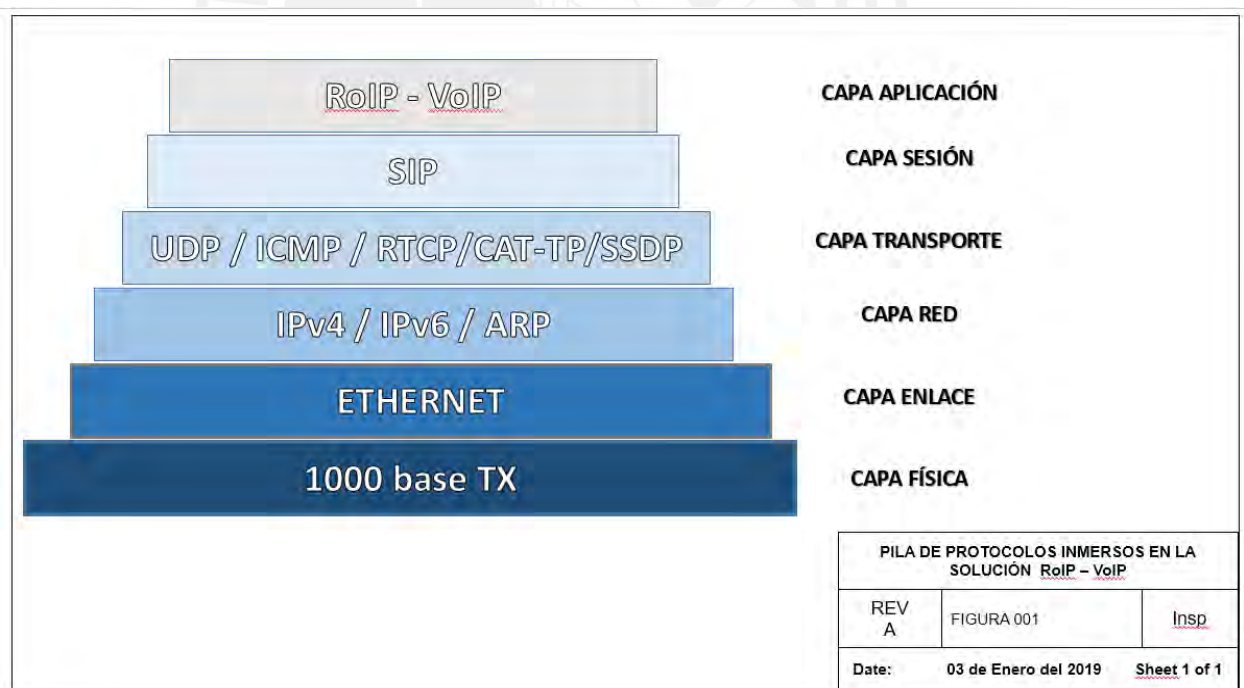 RoIP - VoIP
CAPA APLICACIÓN
SIP
CAPA SESIÓN
UDP / ICMP / RTCP/CAT-TP/SSDP
CAPA TRANSPORTE
IPv4 / IPv6 / ARP
CAPA RED
ETHERNET
CAPA ENLACE
1000 base TX
CAPA FÍSICA
PILA DE PROTOCOLOS INMERSOS EN LA
SOLUCIÓN RoIP – VoIP
REV
A
FIGURA 001
Insp
Date: 03 de Enero del 2019 Sheet 1 of 1